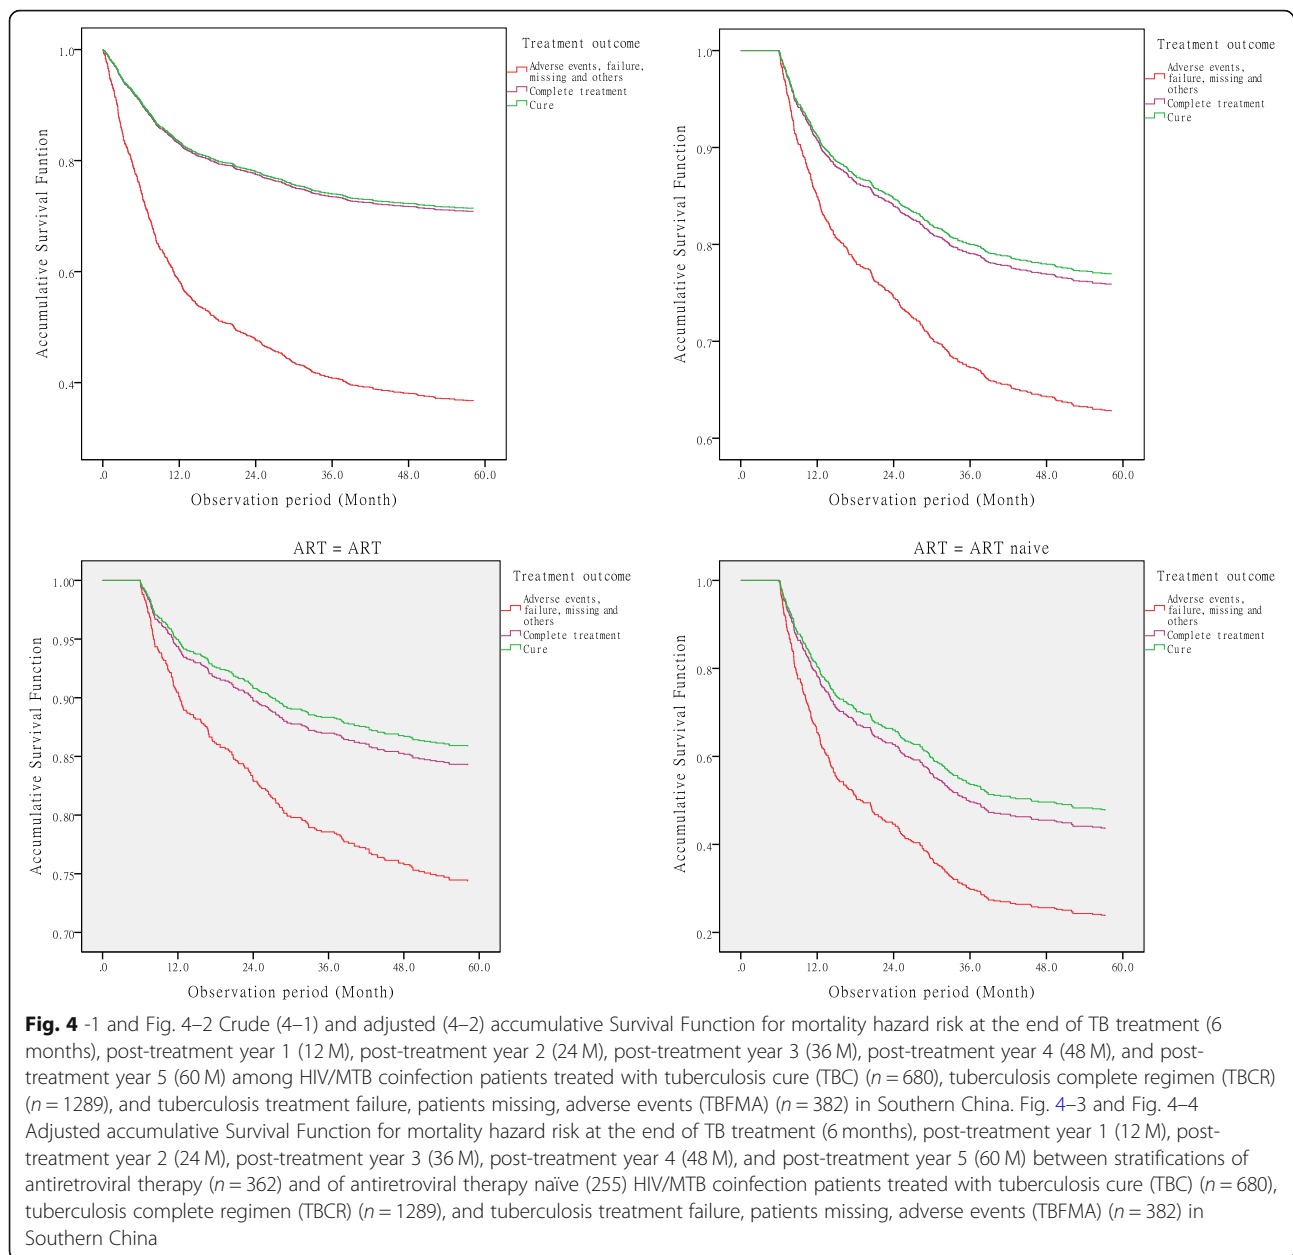 Treatment outcome
Adverse events, failure,
missing and others
Complete treatment
Cure
1.0
0.8
0.6
0.4
Accumulative Survival Funtion
.0 12.0 24.0 36.0 48.0 60.0
Observation period (Month)
Treatment outcome
Adverse events,
failure, missing and
others
Complete treatment
Cure
1.0
0.9
0.8
0.7
0.6
Accumulative Survival Function
.0 12.0 24.0 36.0 48.0 60.0
Observation period (Month)
ART = ART
Treatment outcome
Adverse events,
failure, missing and
others
Complete treatment
Cure
1.00
0.95
0.90
0.85
0.80
0.75
0.70
Accumulative Survival Function
.0 12.0 24.0 36.0 48.0 60.0
Observation period (Month)
ART = ART naive
Treatment outcome
Adverse events,
failure, missing and
others
Complete treatment
Cure
1.0
0.8
0.6
0.4
0.2
Accumulative Survival Function
.0 12.0 24.0 36.0 48.0 60.0
Observation period (Month)
Fig. 4 -1 and Fig. 4–2 Crude (4–1) and adjusted (4–2) accumulative Survival Function for mortality hazard risk at the end of TB treatment (6
months), post-treatment year 1 (12 M), post-treatment year 2 (24 M), post-treatment year 3 (36 M), post-treatment year 4 (48 M), and post-
treatment year 5 (60 M) among HIV/MTB coinfection patients treated with tuberculosis cure (TBC) (n = 680), tuberculosis complete regimen (TBCR)
(n = 1289), and tuberculosis treatment failure, patients missing, adverse events (TBFMA) (n = 382) in Southern China. Fig. 4–3 and Fig. 4–4
Adjusted accumulative Survival Function for mortality hazard risk at the end of TB treatment (6 months), post-treatment year 1 (12 M), post-
treatment year 2 (24 M), post-treatment year 3 (36 M), post-treatment year 4 (48 M), and post-treatment year 5 (60 M) between stratifications of
antiretroviral therapy (n = 362) and of antiretroviral therapy naïve (255) HIV/MTB coinfection patients treated with tuberculosis cure (TBC) (n = 680),
tuberculosis complete regimen (TBCR) (n = 1289), and tuberculosis treatment failure, patients missing, adverse events (TBFMA) (n = 382) in
Southern China